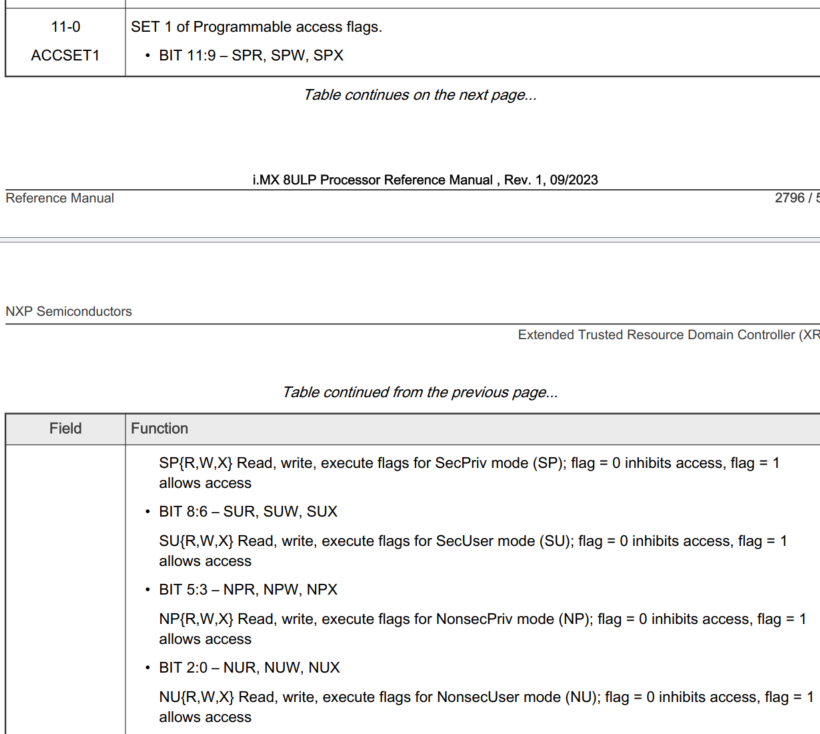 11-0
SET 1 of Programmable access flags.
ACCSET1
• BIT 11:9 – SPR, SPW, SPX
Table continues on the next page...
i.MX 8ULP Processor Reference Manual , Rev. 1, 09/2023
Reference Manual
2796 / 5
NXP Semiconductors
Extended Trusted Resource Domain Controller (XR
Table continued from the previous page...
Field
Function
SP{R,W,X} Read, write, execute flags for SecPriv mode (SP); flag = 0 inhibits access, flag = 1
allows access
• BIT 8:6 – SUR, SUW, SUX
SU{R,W,X} Read, write, execute flags for SecUser mode (SU); flag = 0 inhibits access, flag = 1
allows access
• BIT 5:3 – NPR, NPW, NPX
NP{R,W,X} Read, write, execute flags for NonsecPriv mode (NP); flag = 0 inhibits access, flag = 1
allows access
• BIT 2:0 – NUR, NUW, NUX
NU{R,W,X} Read, write, execute flags for NonsecUser mode (NU); flag = 0 inhibits access, flag = 1
allows access